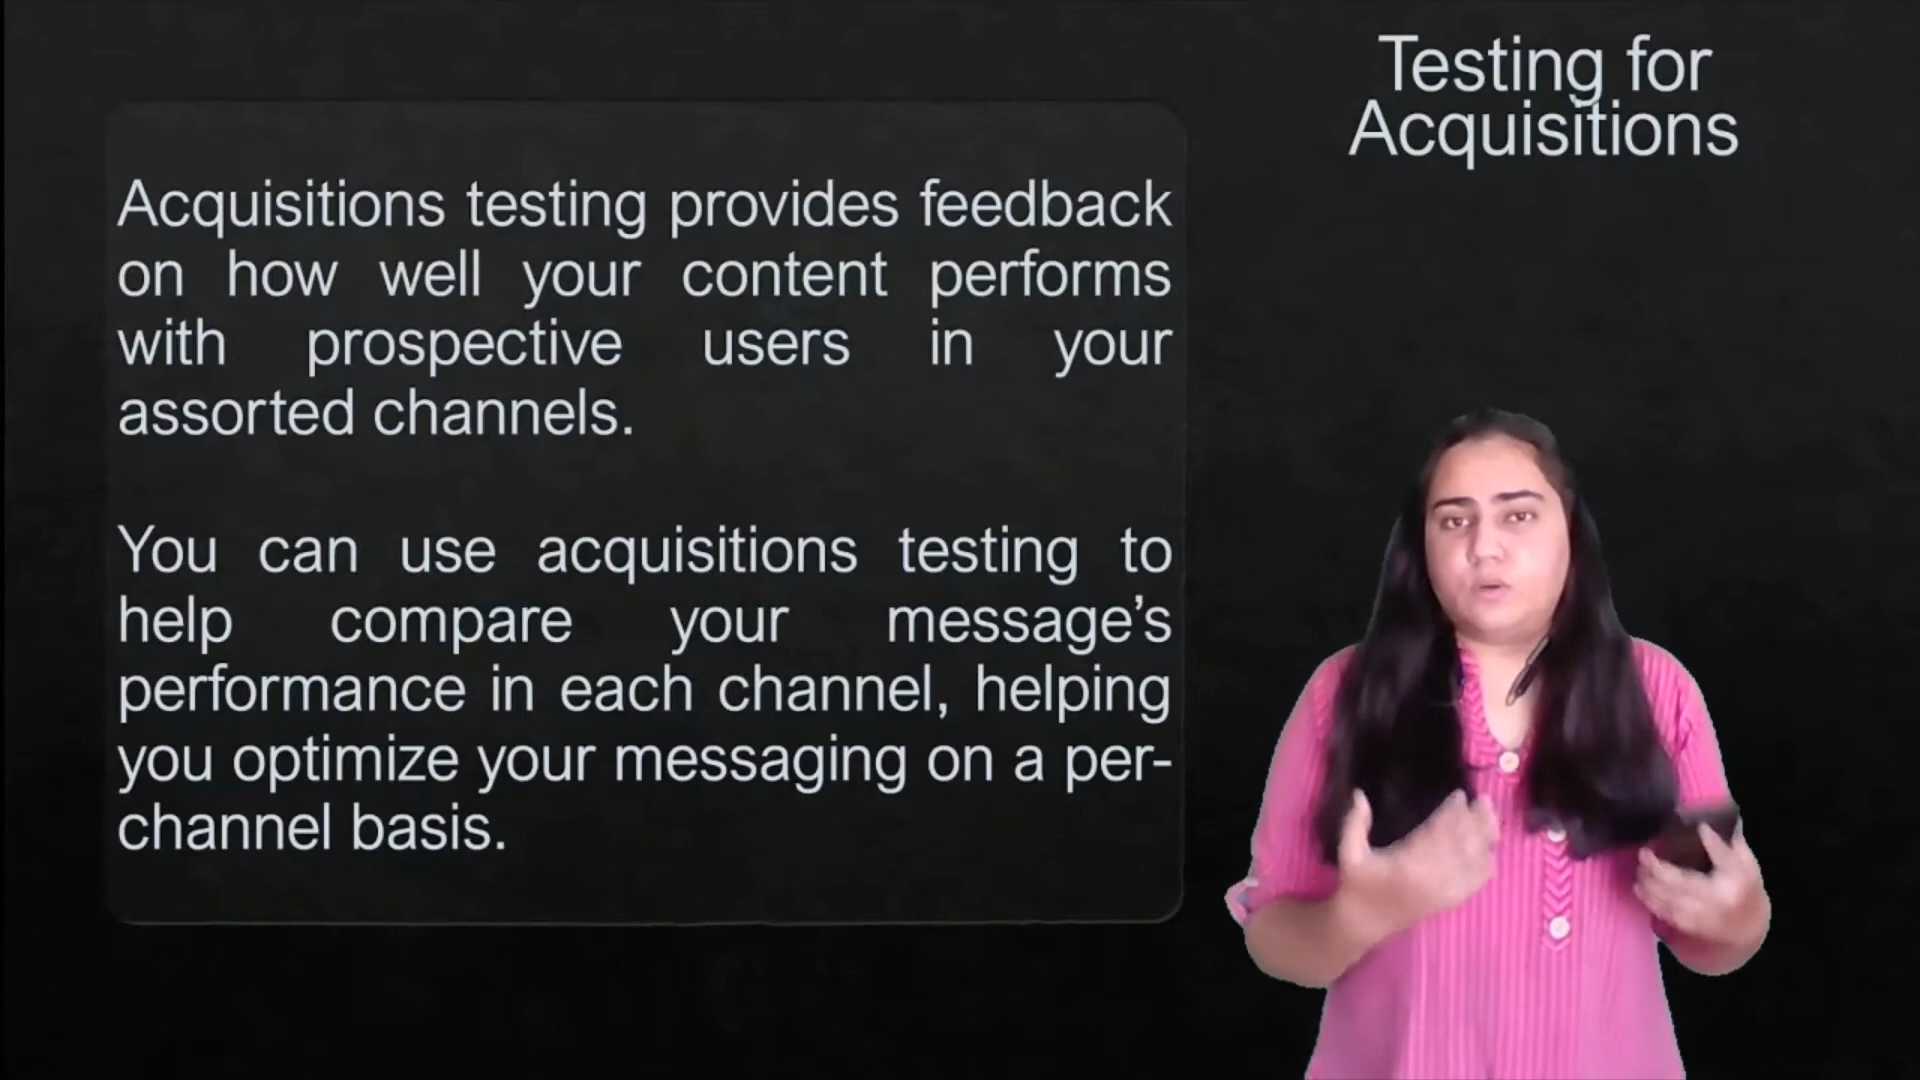 Testing for
Acquisitions
Acquisitions testing provides feedback
on how well your content performs
with prospective users in your
assorted channels.
You can use acquisitions testing to
help compare your message’s
performance in each channel, helping
you optimize your messaging on a per-
channel basis.